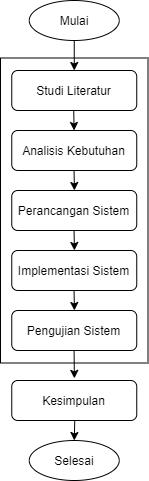 Mulai
Studi Literatur
Analisis Kebutuhan
Perancangan Sistem
Implementasi Sistem
Pengujian Sistem
Kesimpulan
Selesai